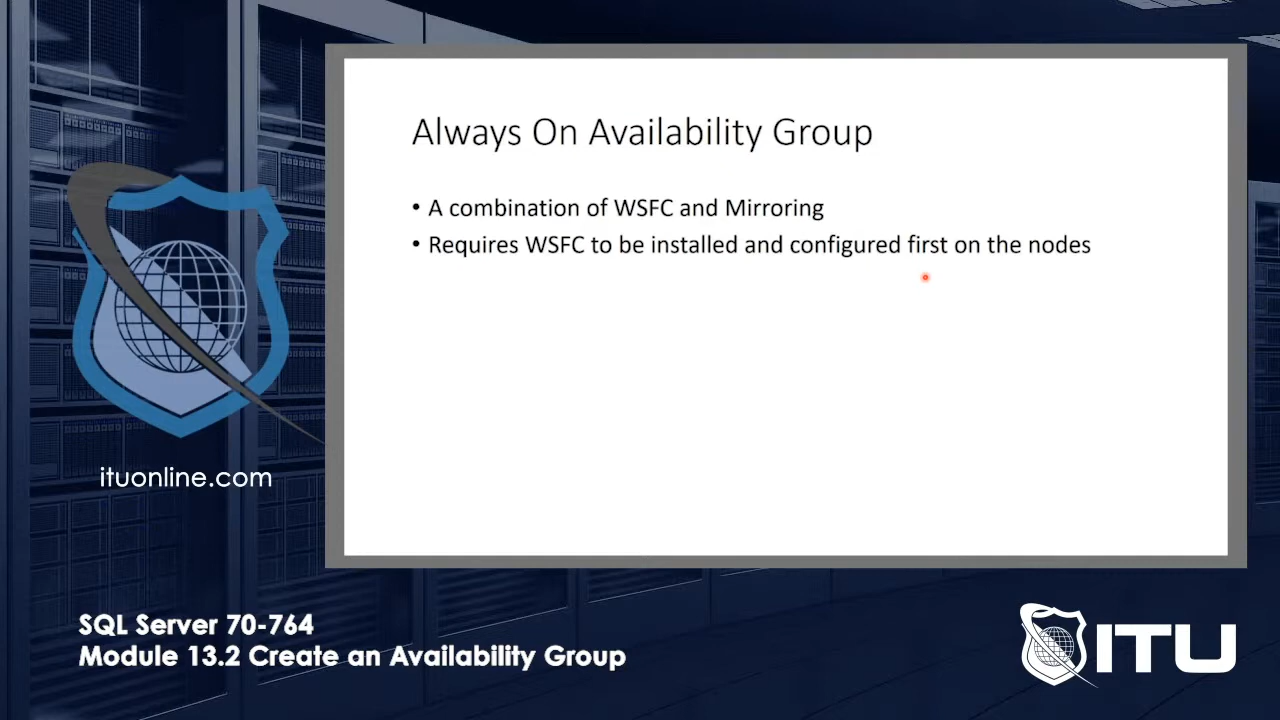 Always On Availability Group
• A combination of WSFC and Mirroring
• Requires WSFC to be installed and configured first on the nodes
ituonline.com
SQL Server 70-764
Module 13.2 Create an Availability Group
ITU